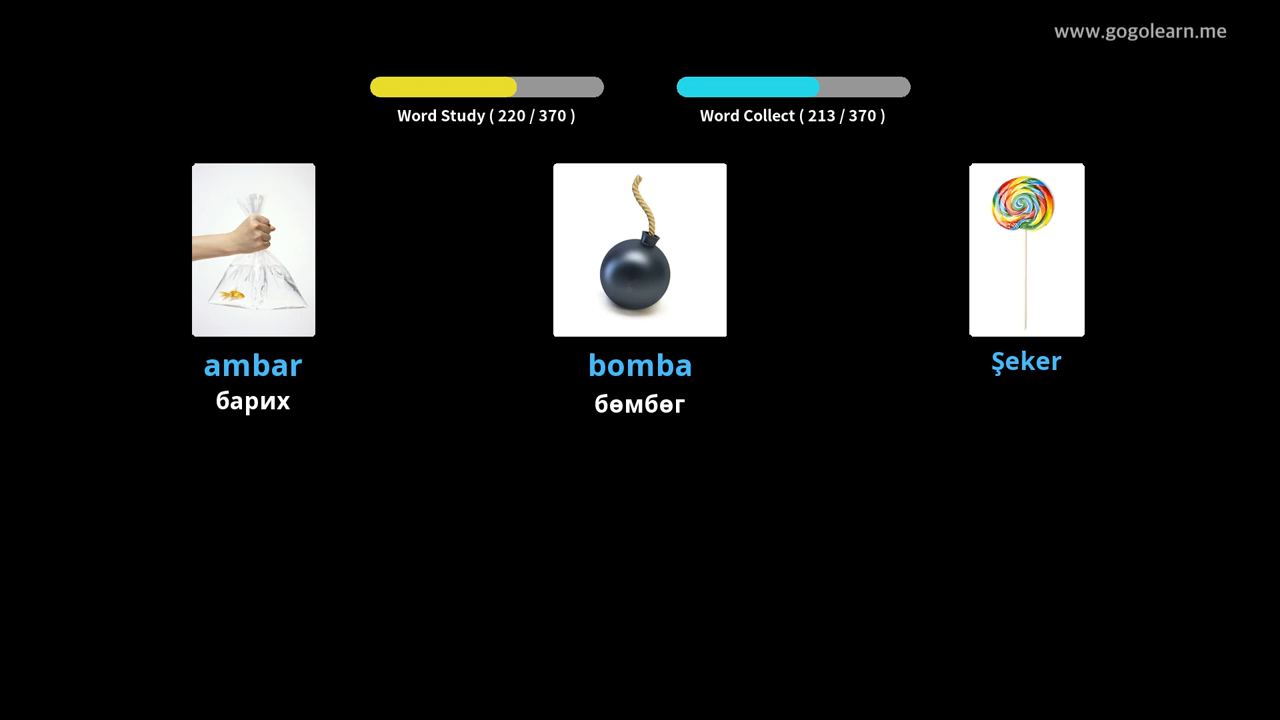 www.gogolearn.me
Word Study ( 220 / 370 )
Word Collect ( 213 / 370 )
ambar
барих
bomba
бөмбөг
Şeker